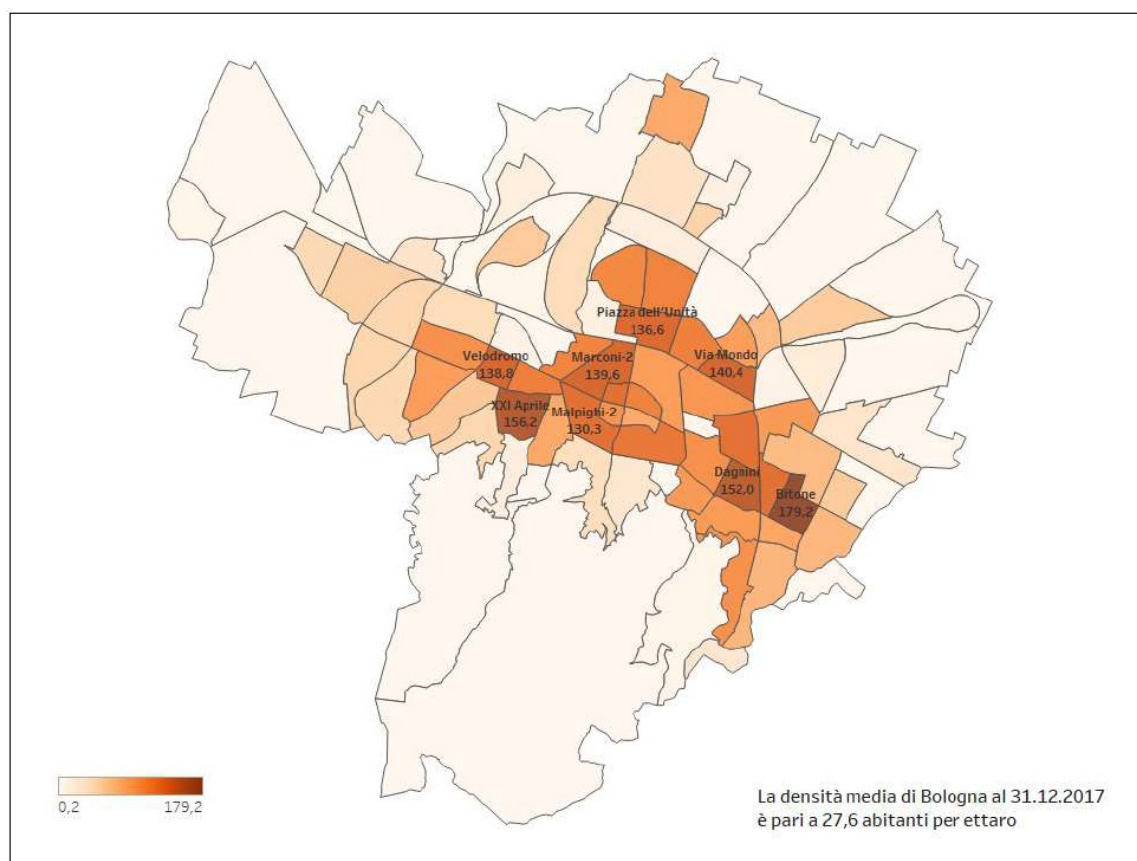 Piazza dell'Unità
136,6
Velodromo
138,8
Marconi-2
139,6
Via Mondo
140,4
XXI Aprile
156,2
Malpighi-2
130,3
Dagnini
152,0
Bitone
179,2
0,2
179,2
La densità media di Bologna al 31.12.2017
è pari a 27,6 abitanti per ettaro